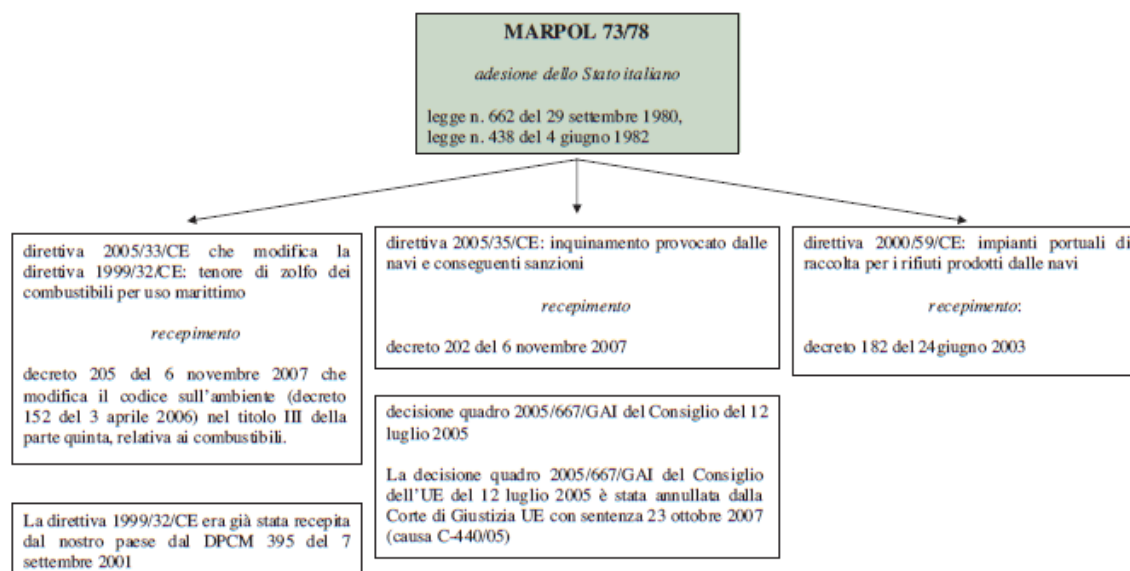 MARPOL 73/78
adesione dello Stato italiano
legge n. 662 del 29 settembre 1980,
legge n. 438 del 4 giugno 1982
direttiva 2005/33/CE che modifica la
direttiva 1999/32/CE: tenore di zolfo dei
combustibili per uso marittimo
recepimento
decreto 205 del 6 novembre 2007 che
modifica il codice sull'ambiente (decreto
152 del 3 aprile 2006) nel titolo III della
parte quinta, relativa ai combustibili.
La direttiva 1999/32/CE era già stata recepita
dal nostro paese dal DPCM 395 del 7
settembre 2001
direttiva 2005/35/CE: inquinamento provocato dalle
navi e conseguenti sanzioni
recepimento
decreto 202 del 6 novembre 2007
decisione quadro 2005/667/GAI del Consiglio del 12
luglio 2005
La decisione quadro 2005/667/GAI del Consiglio
dell'UE del 12 luglio 2005 è stata annullata dalla
Corte di Giustizia UE con sentenza 23 ottobre 2007
(causa C-440/05)
direttiva 2000/59/CE: impianti portuali di
raccolta per i rifiuti prodotti dalle navi
recepimento:
decreto 182 del 24 giugno 2003